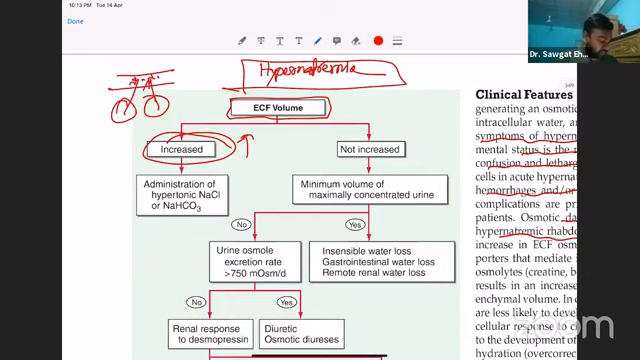 10:13 PM Tue 14 Apr
Done
Dr. Sawgat Eh
Hypernatremia
349
ECF Volume
Increased
Not increased
Administration of
hypertonic NaCl
or NaHCO3
Minimum volume of
maximally concentrated urine
No
Yes
Urine osmole
excretion rate
>750 mOsm/d
Insensible water loss
Gastrointestinal water loss
Remote renal water loss
No
Yes
Renal response
to desmopressin
Diuretic
Osmotic diureses
Clinical Features
generating an osmotic
intracellular water, an
symptoms of hypern
mental status is the m
confusion and letharg
cells in acute hypernat
hemorrhages and/or
complications are pri
patients. Osmotic da
hypernatremic rhabdo
increase in ECF osm
porters that mediate i
osmolytes (creatine, b
results in an increase
enchymal volume. In c
are less likely to devel
cellular response to c
to the development of
(overcorrec
zoom